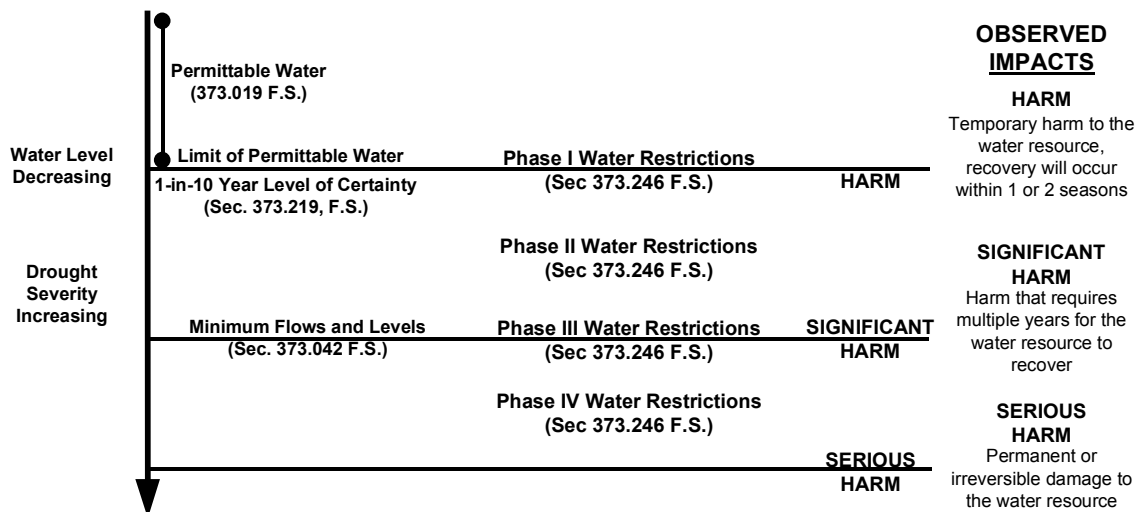 Permittable Water
(373.019 F.S.)
Water Level
Decreasing
Limit of Permittable Water
1-in-10 Year Level of Certainty
(Sec. 373.219, F.S.)
Phase I Water Restrictions
(Sec 373.246 F.S.)
HARM
Phase II Water Restrictions
(Sec 373.246 F.S.)
Drought
Severity
Increasing
Minimum Flows and Levels
(Sec. 373.042 F.S.)
Phase III Water Restrictions
(Sec 373.246 F.S.)
SIGNIFICANT
HARM
Phase IV Water Restrictions
(Sec 373.246 F.S.)
SERIOUS
HARM
OBSERVED
IMPACTS
HARM
Temporary harm to the
water resource,
recovery will occur
within 1 or 2 seasons
SIGNIFICANT
HARM
Harm that requires
multiple years for the
water resource to
recover
SERIOUS
HARM
Permanent or
irreversible damage to
the water resource